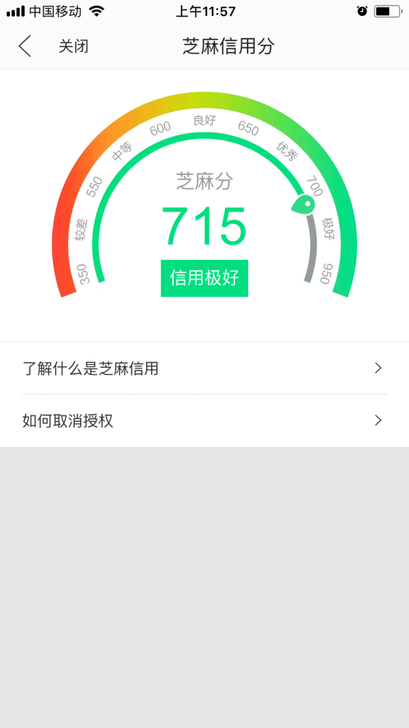 中国移动
上午11:57
关闭
芝麻信用分
350
较差
550
中等
600
良好
650
优秀
700
极好
950
芝麻分
715
信用极好
了解什么是芝麻信用
如何取消授权